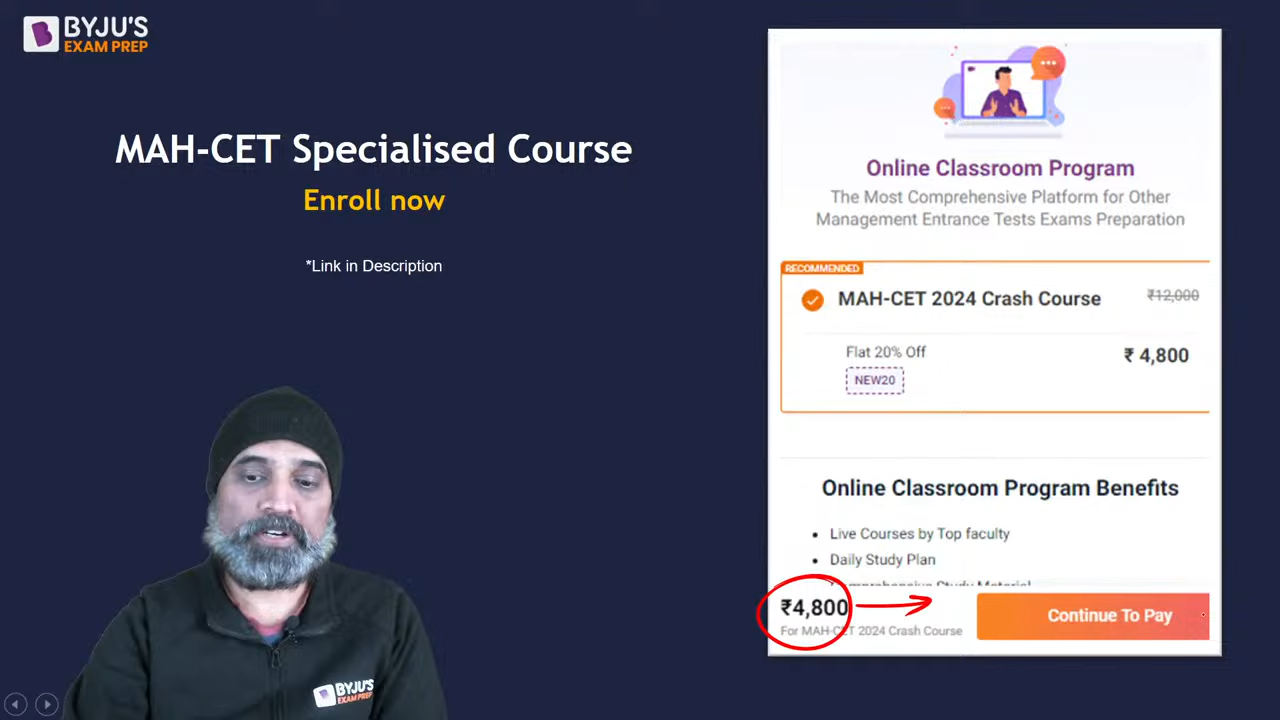 BYJU'S
EXAM PREP
MAH-CET Specialised Course
Enroll now
*Link in Description
Online Classroom Program
The Most Comprehensive Platform for Other
Management Entrance Tests Exams Preparation
RECOMMENDED
MAH-CET 2024 Crash Course
₹12,000
Flat 20% Off
₹ 4,800
NEW20
Online Classroom Program Benefits
Live Courses by Top faculty
Daily Study Plan
Comprehensive Study Material
₹4,800
For MAH-CET 2024 Crash Course
Continue To Pay
BYJU'S
EXAM PREP